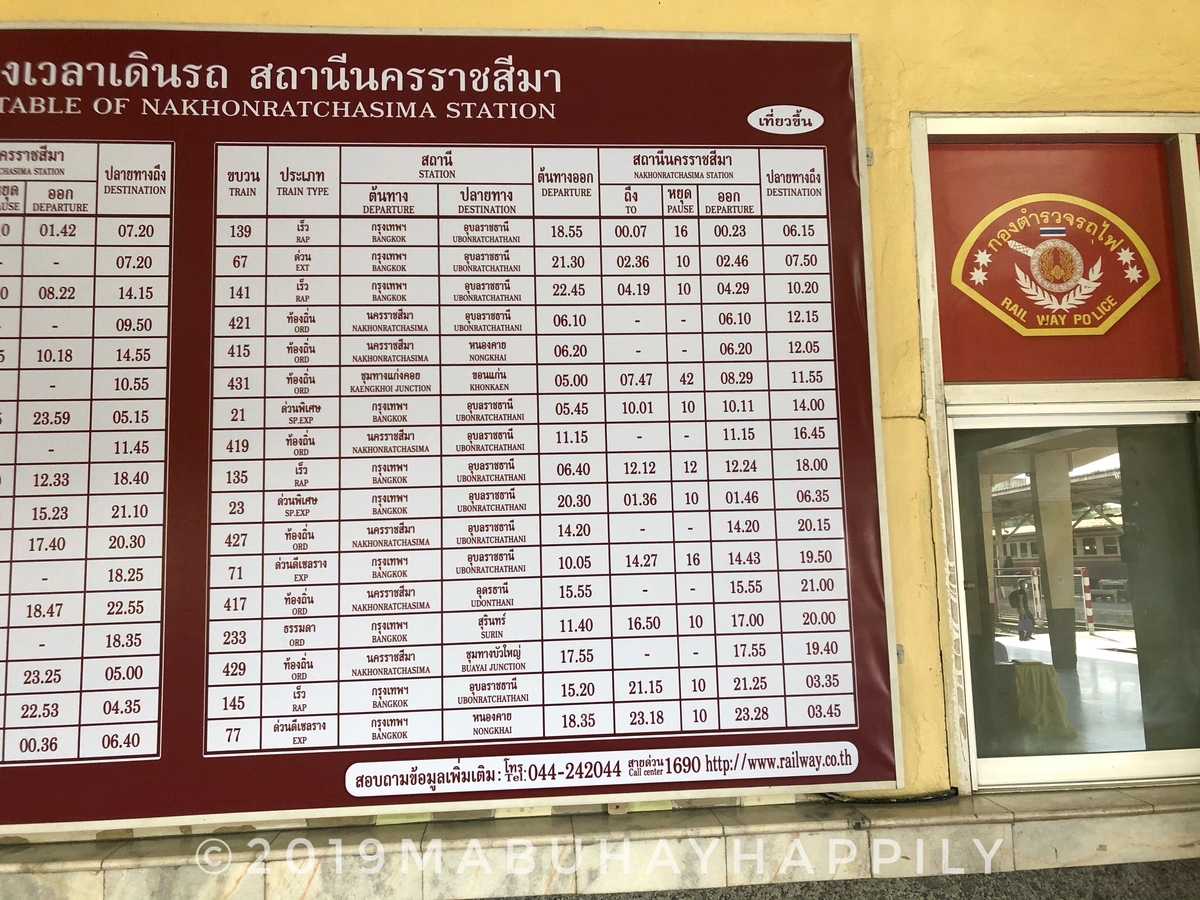 งเวลาเดินรถ สถานีนครราชสีมา
TABLE OF NAKHONRATCHASIMA STATION
เที่ยวขึ้น
ครราชสีมา ปลายทางถึง
CHASIMA STATION DESTINATION
หยุด ออก
AUSE DEPARTURE
0 01.42 07.20
- - 07.20
0 08.22 14.15
- - 09.50
5 10.18 14.55
- 10.55
23.59 05.15
- 11.45
12.33 18.40
15.23 21.10
17.40 20.30
- 18.25
18.47 22.55
- 18.35
23.25 05.00
22.53 04.35
00.36 06.40
ขบวน ประเภท สถานี ต้นทางออก สถานีนครราชสีมา ปลายทางถึง
TRAIN TRAIN TYPE STATION DEPARTURE NAKHONRATCHASIMA STATION DESTINATION
ต้นทาง ปลายทาง ถึง หยุด ออก
DEPARTURE DESTINATION TO PAUSE DEPARTURE
139 เร็ว กรุงเทพฯ อุบลราชธานี 18.55 00.07 16 00.23 06.15
RAP BANGKOK UBONRATCHATHANI
67 ด่วน กรุงเทพฯ อุบลราชธานี 21.30 02.36 10 02.46 07.50
EXT BANGKOK UBONRATCHATHANI
141 เร็ว กรุงเทพฯ อุบลราชธานี 22.45 04.19 10 04.29 10.20
RAP BANGKOK UBONRATCHATHANI
421 ท้องถิ่น นครราชสีมา อุบลราชธานี 06.10 - - 06.10 12.15
ORD NAKHONRATCHASIMA UBONRATCHATHANI
415 ท้องถิ่น นครราชสีมา หนองคาย 06.20 - - 06.20 12.05
ORD NAKHONRATCHASIMA NONGKHAI
431 ท้องถิ่น ชุมทางแก่งคอย ขอนแก่น 05.00 07.47 42 08.29 11.55
ORD KAENGKHOI JUNCTION KHONKAEN
21 ด่วนพิเศษ กรุงเทพฯ อุบลราชธานี 05.45 10.01 10 10.11 14.00
SP.EXP BANGKOK UBONRATCHATHANI
419 ท้องถิ่น นครราชสีมา อุบลราชธานี 11.15 - - 11.15 16.45
ORD NAKHONRATCHASIMA UBONRATCHATHANI
135 เร็ว กรุงเทพฯ อุบลราชธานี 06.40 12.12 12 12.24 18.00
RAP BANGKOK UBONRATCHATHANI
23 ด่วนพิเศษ กรุงเทพฯ อุบลราชธานี 20.30 01.36 10 01.46 06.35
SP.EXP BANGKOK UBONRATCHATHANI
427 ท้องถิ่น นครราชสีมา อุบลราชธานี 14.20 - - 14.20 20.15
ORD NAKHONRATCHASIMA UBONRATCHATHANI
71 ด่วนดีเซลราง กรุงเทพฯ อุบลราชธานี 10.05 14.27 16 14.43 19.50
EXP BANGKOK UBONRATCHATHANI
417 ท้องถิ่น นครราชสีมา อุดรธานี 15.55 - - 15.55 21.00
ORD NAKHONRATCHASIMA UDONTHANI
233 ธรรมดา กรุงเทพฯ สุรินทร์ 11.40 16.50 10 17.00 20.00
ORD BANGKOK SURIN
429 ท้องถิ่น นครราชสีมา ชุมทางบัวใหญ่ 17.55 - - 17.55 19.40
ORD NAKHONRATCHASIMA BUAYAI JUNCTION
145 เร็ว กรุงเทพฯ อุบลราชธานี 15.20 21.15 10 21.25 03.35
RAP BANGKOK UBONRATCHATHANI
77 ด่วนดีเซลราง กรุงเทพฯ หนองคาย 18.35 23.18 10 23.28 03.45
EXP BANGKOK NONGKHAI
สอบถามข้อมูลเพิ่มเติม : โทร. Tel: 044-242044 สายด่วน Call center 1690 http://www.railway.co.th
กองตำรวจรถไฟ
RAIL WAY POLICE
©2019MABUHAYHAPPILY